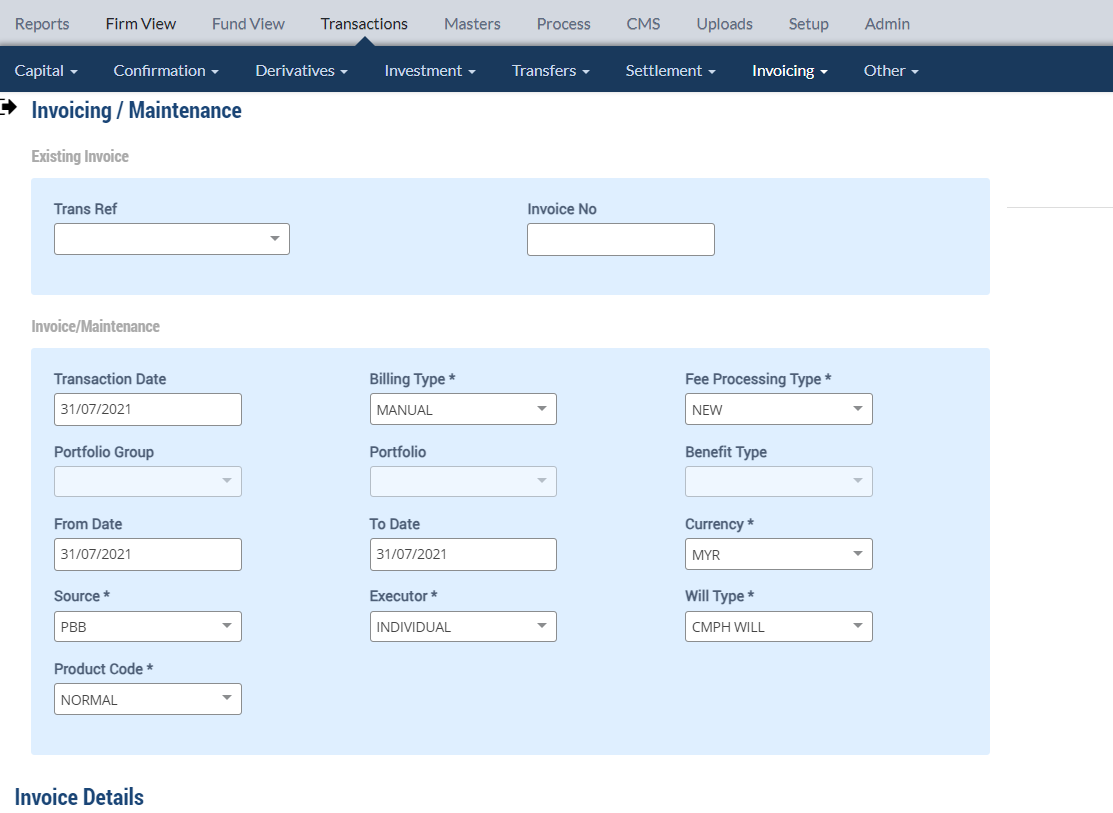 Reports Firm View Fund View Transactions Masters Process CMS Uploads Setup Admin
Capital Confirmation Derivatives Investment Transfers Settlement Invoicing Other
Invoicing / Maintenance
Existing Invoice
Trans Ref Invoice No
Invoice/Maintenance
Transaction Date Billing Type * Fee Processing Type *
31/07/2021 MANUAL NEW
Portfolio Group Portfolio Benefit Type
From Date To Date Currency *
31/07/2021 31/07/2021 MYR
Source * Executor * Will Type *
PBB INDIVIDUAL CMPH WILL
Product Code *
NORMAL
Invoice Details